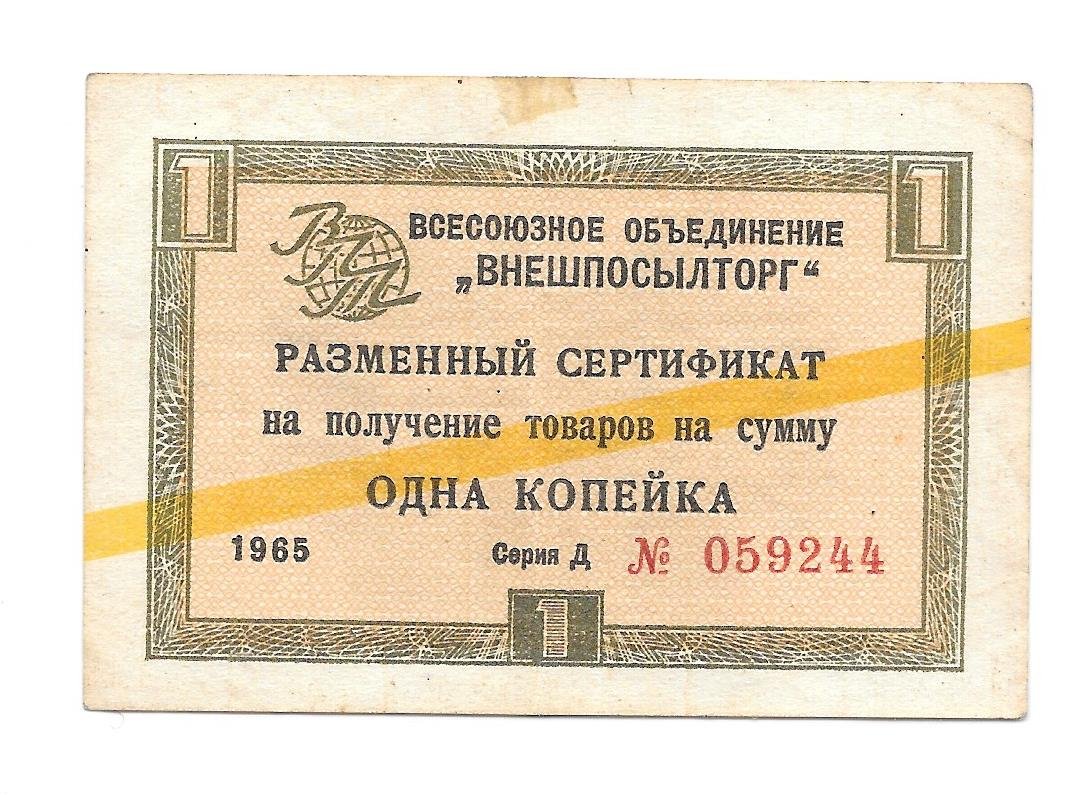 1 1
ВПТ
ВСЕСОЮЗНОЕ ОБЪЕДИНЕНИЕ
„ВНЕШПОСЫЛТОРГ“
РАЗМЕННЫЙ СЕРТИФИКАТ
на получение товаров на сумму
ОДНА КОПЕЙКА
1965 Серия Д № 059244
1